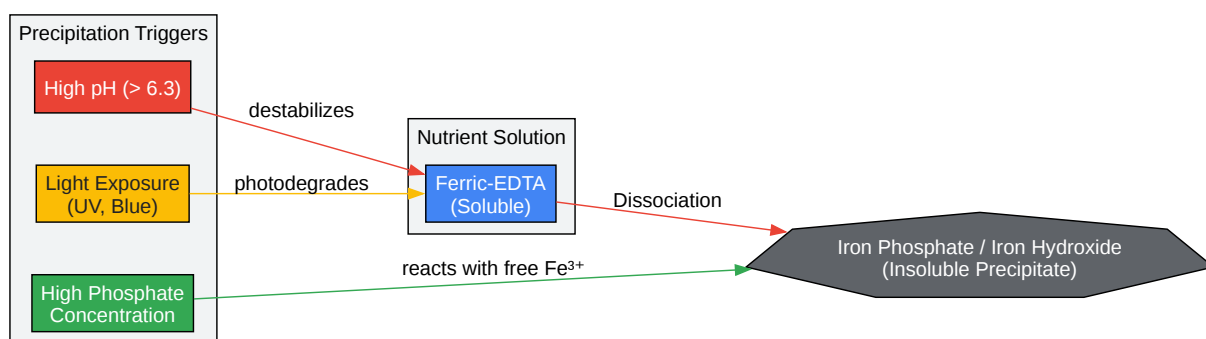 Precipitation Triggers
High pH (> 6.3)
destabilizes
Nutrient Solution
Light Exposure
(UV, Blue)
photodegrades
Ferric-EDTA
(Soluble)
Dissociation
Iron Phosphate / Iron Hydroxide
(Insoluble Precipitate)
reacts with free Fe³⁺
High Phosphate
Concentration